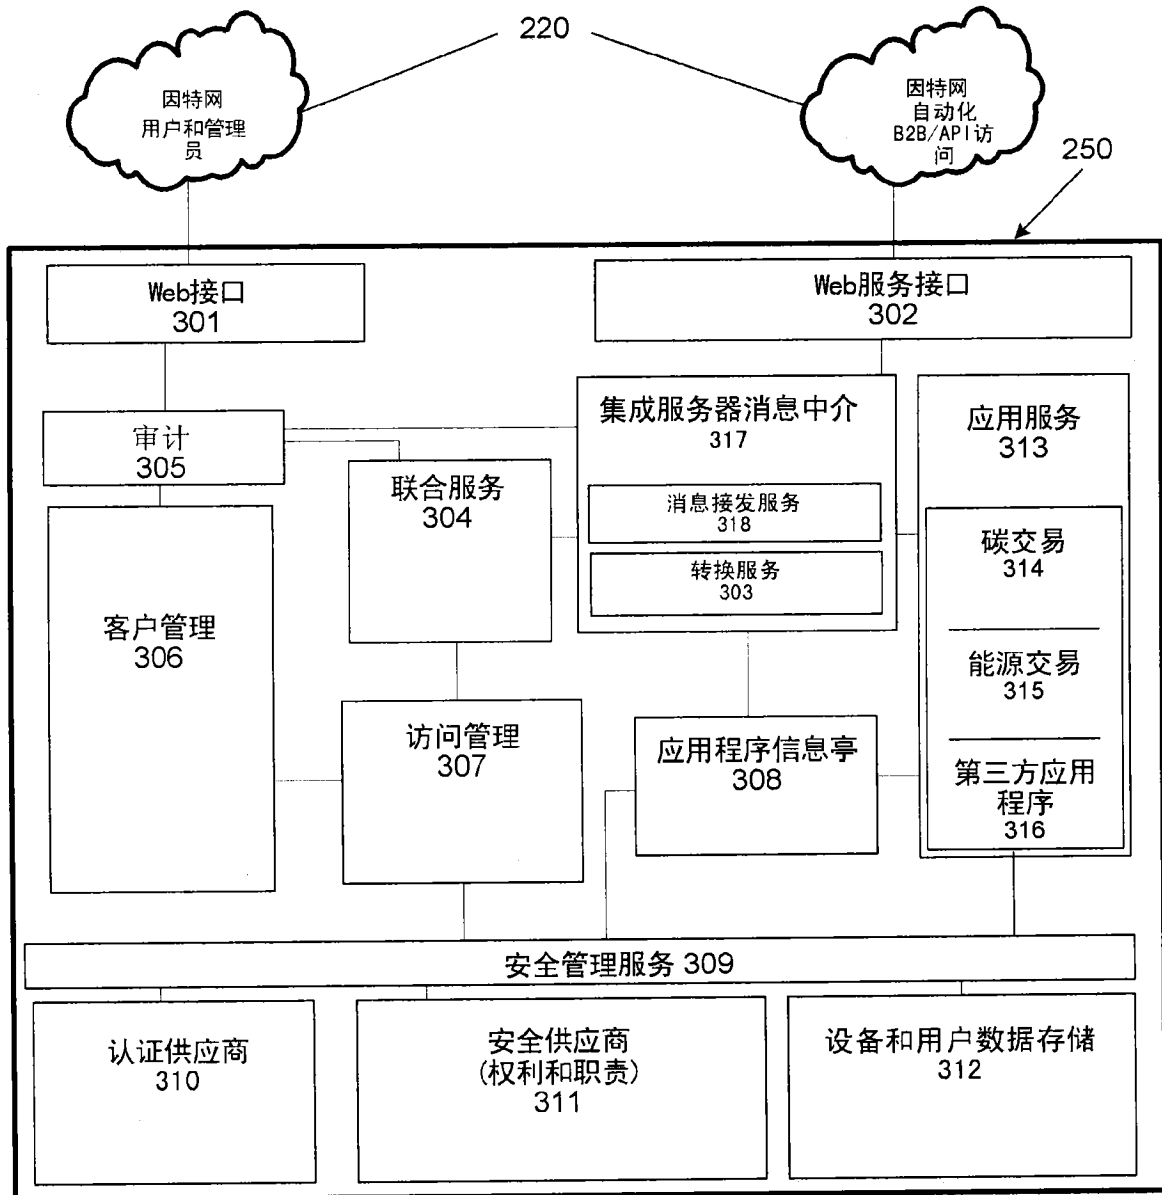 220
因特网
用户和管理
员
因特网
自动化
B2B/API访
问
250
Web接口
301
Web服务接口
302
审计
305
集成服务器消息中介
317
应用服务
313
联合服务
304
消息接发服务
318
转换服务
303
碳交易
314
客户管理
306
能源交易
315
访问管理
307
应用程序信息亭
308
第三方应用
程序
316
安全管理服务 309
认证供应商
310
安全供应商
(权利和职责)
311
设备和用户数据存储
312